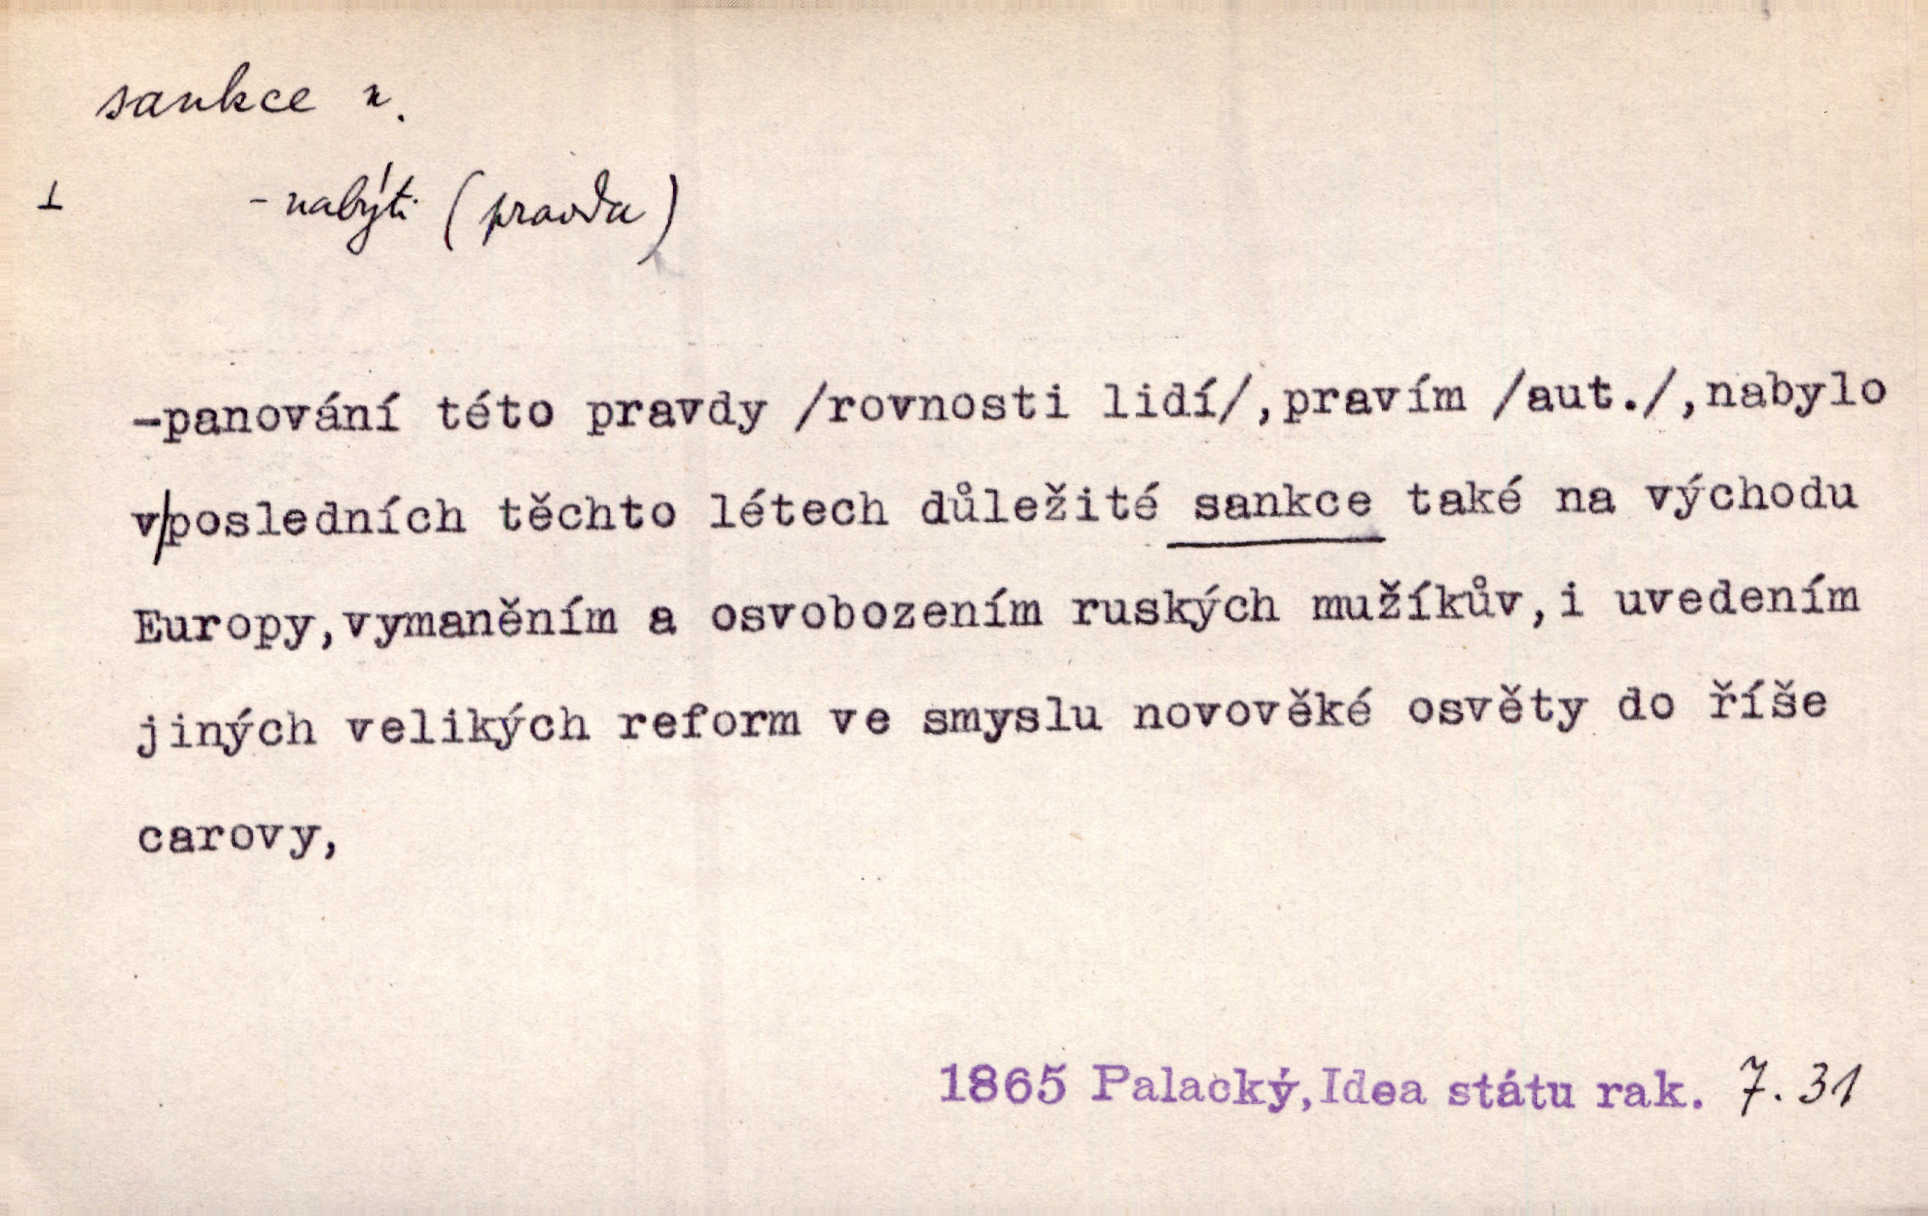 sankce n.
⊥ - nabýti (pravda)
-panování této pravdy /rovnosti lidí/,pravím /aut./,nabylo
v/posledních těchto létech důležité sankce také na východu
Europy,vymaněním a osvobozením ruských mužíkův,i uvedením
jiných velikých reform ve smyslu novověké osvěty do říše
carovy,
1865 Palacký,Idea státu rak. 7.31